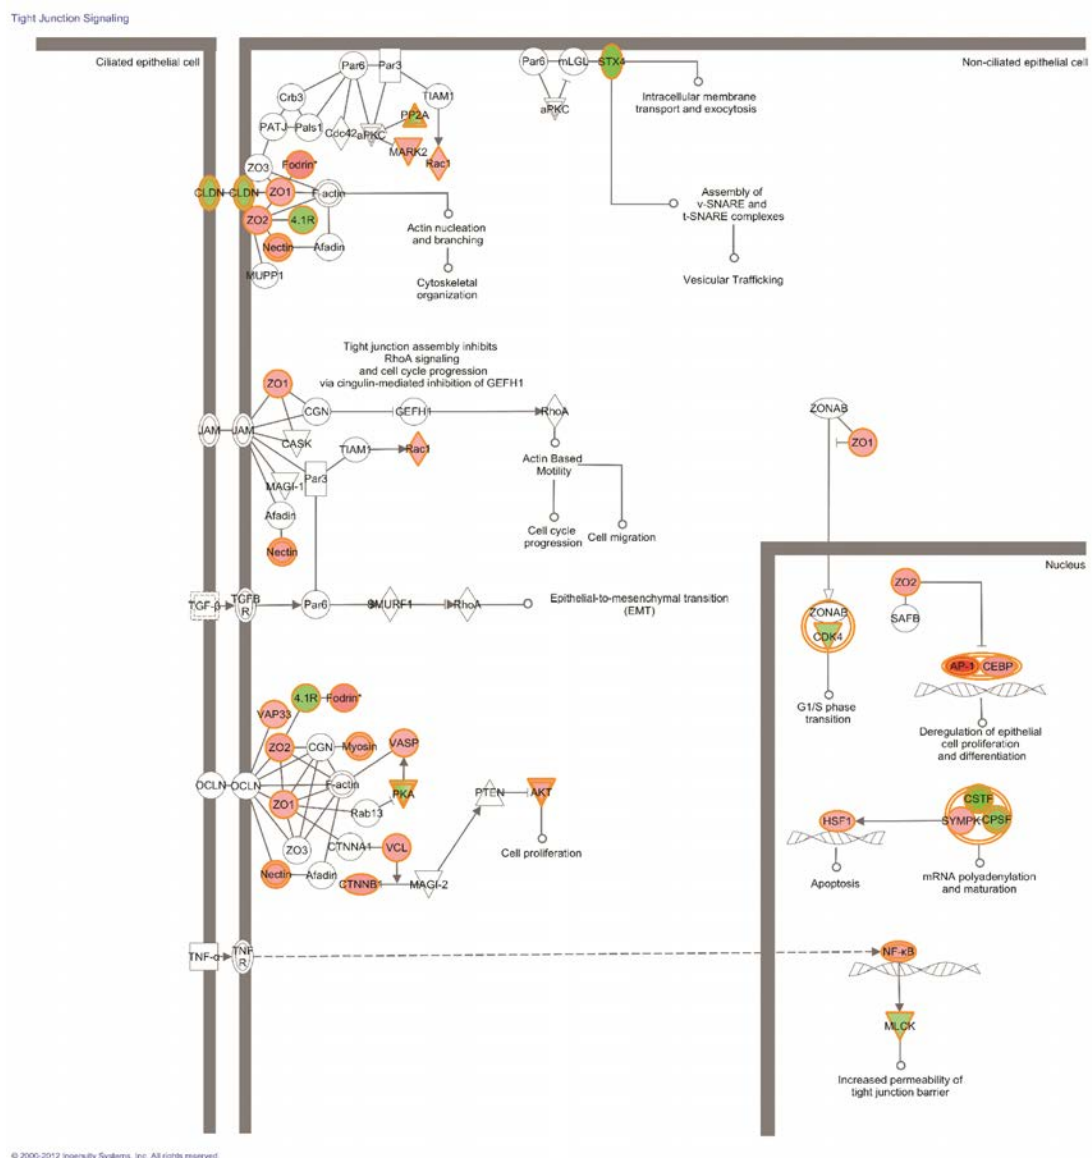 Tight Junction Signaling
Ciliated epithelial cell
Non-ciliated epithelial cell
Par6
Par3
Crb3
TIAM1
PATJ
Pals1
Cdc42
aPKC
PP2A
MARK2
Rac1
Par6
mLGL
STX4
aPKC
Intracellular membrane
transport and exocytosis
ZO3
Fodrin*
CLDN
CLDN
ZO1
F-actin
ZO2
4.1R
Nectin
Afadin
MUPP1
Actin nucleation
and branching
Cytoskeletal
organization
Assembly of
v-SNARE and
t-SNARE complexes
Vesicular Trafficking
Tight junction assembly inhibits
RhoA signaling
and cell cycle progression
via cingulin-mediated inhibition of GEFH1
ZO1
CGN
GEFH1
RhoA
JAM
JAM
CASK
TIAM1
Rac1
Par3
MAGI-1
Afadin
Nectin
Actin Based
Motility
Cell cycle
progression
Cell migration
ZONAB
ZO1
Nucleus
TGF-β
TGFB
R
Par6
SMURF1
RhoA
Epithelial-to-mesenchymal transition
(EMT)
ZONAB
CDK4
G1/S phase
transition
ZO2
SAFB
AP-1
CEBP
Deregulation of epithelial
cell proliferation
and differentiation
4.1R
Fodrin*
VAP33
ZO2
CGN
Myosin
VASP
OCLN
OCLN
F-actin
PKA
ZO1
Rab13
ZO3
CTNNA1
VCL
Nectin
Afadin
CTNNB1
MAGI-2
PTEN
AKT
Cell proliferation
HSF1
Apoptosis
CSTF
SYMPK
CPSF
mRNA polyadenylation
and maturation
TNF-α
TNF
R
NF-κB
MLCK
Increased permeability of
tight junction barrier
© 2000-2012 Ingenuity Systems, Inc. All rights reserved.